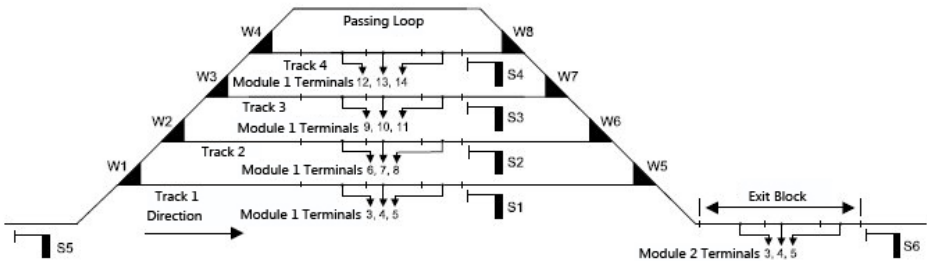 Passing Loop
W4
W8
Track 4
Module 1 Terminals 12, 13, 14
S4
W3
W7
Track 3
Module 1 Terminals 9, 10, 11
S3
W2
W6
Track 2
Module 1 Terminals 6, 7, 8
S2
W1
W5
Track 1
Direction
Module 1 Terminals 3, 4, 5
S1
Exit Block
S5
Module 2 Terminals 3, 4, 5
S6